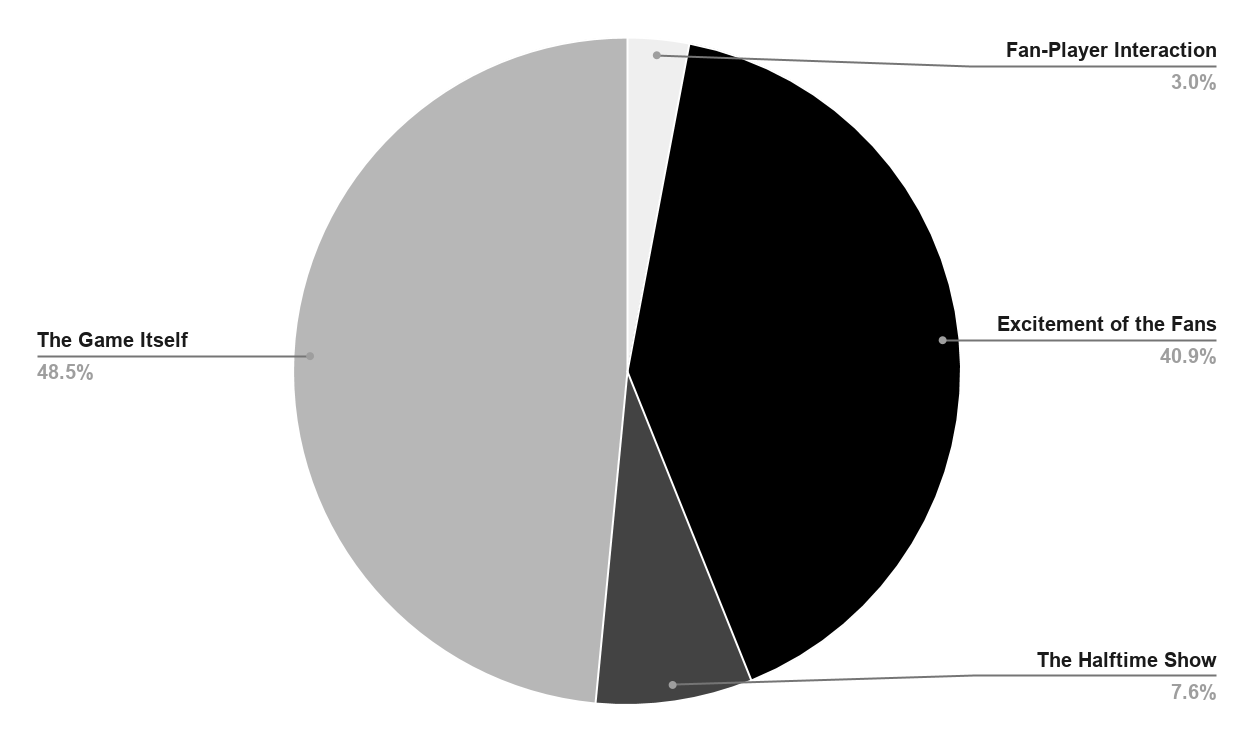 Fan-Player Interaction
3.0%
Excitement of the Fans
40.9%
The Game Itself
48.5%
The Halftime Show
7.6%